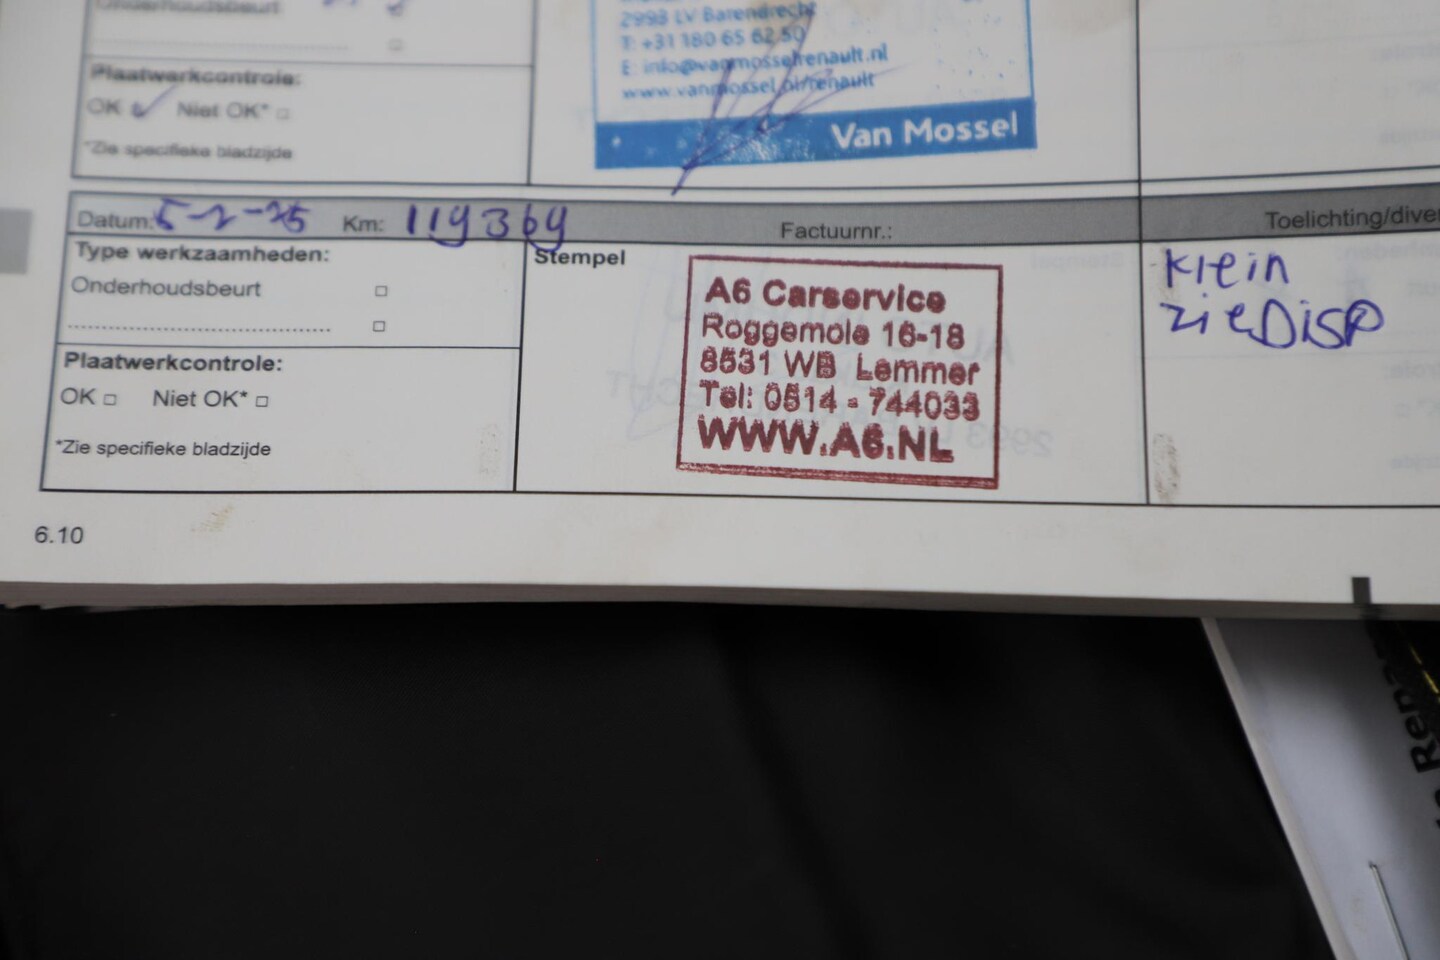 Onderhoudsbeurt
Plaatwerkcontrole:
OK Niet OK*
*Zie specifieke bladzijde
2993 LV Barendrecht
T: +31 180 65 62 50
E: info@vanmosselrenault.nl
www.vanmossel.nl/renault
Van Mossel
Datum: 5-2-25 Km: 119369 Factuurnr.: Toelichting/diver
Type werkzaamheden:
Onderhoudsbeurt
Plaatwerkcontrole:
OK Niet OK*
*Zie specifieke bladzijde
Stempel
A6 Carservice
Roggemole 16-18
8531 WB Lemmer
Tel: 0514 - 744033
WWW.A6.NL
Klein
zie DISP
6.10